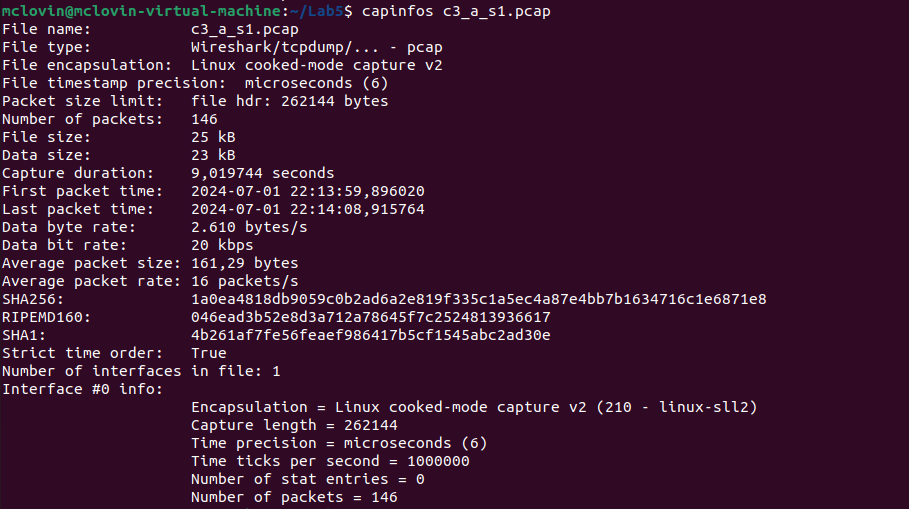 mclovin@mclovin-virtual-machine:~/Lab5$ capinfos c3_a_s1.pcap
File name:           c3_a_s1.pcap
File type:           Wireshark/tcpdump/... - pcap
File encapsulation:  Linux cooked-mode capture v2
File timestamp precision:  microseconds (6)
Packet size limit:   file hdr: 262144 bytes
Number of packets:   146
File size:           25 kB
Data size:           23 kB
Capture duration:    9,019744 seconds
First packet time:   2024-07-01 22:13:59,896020
Last packet time:    2024-07-01 22:14:08,915764
Data byte rate:      2.610 bytes/s
Data bit rate:       20 kbps
Average packet size: 161,29 bytes
Average packet rate: 16 packets/s
SHA256:              1a0ea4818db9059c0b2ad6a2e819f335c1a5ec4a87e4bb7b1634716c1e6871e8
RIPEMD160:           046ead3b52e8d3a712a78645f7c2524813936617
SHA1:                4b261af7fe56feaef986417b5cf1545abc2ad30e
Strict time order:   True
Number of interfaces in file: 1
Interface #0 info:
                     Encapsulation = Linux cooked-mode capture v2 (210 - linux-sll2)
                     Capture length = 262144
                     Time precision = microseconds (6)
                     Time ticks per second = 1000000
                     Number of stat entries = 0
                     Number of packets = 146